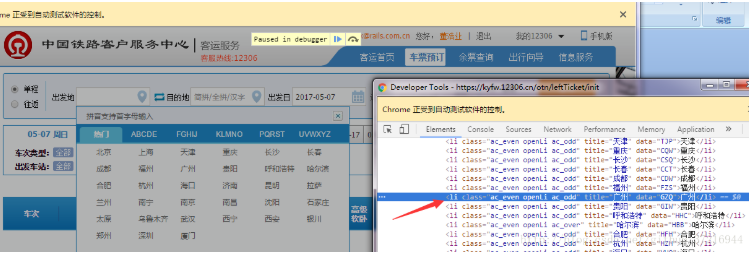 ome 正受到自动测试软件的控制。
编辑
中国铁路客户服务中心
客运服务
客服热线:12306
Paused in debugger
@rails.com.cn 您好:
退出
我的12306
手机版
客运首页 车票预订 余票查询 出行向导 信息服务
单程
往返
出发地
目的地
简拼/全拼/汉字
出发日
2017-05-07
拼音支持首字母输入
05-07 周日
热门 ABCDE FGHIJ KLMNO PQRST UVWXYZ
-17
车次类型: 全部
出发车站: 全部
北京 上海 天津 重庆 长沙 长春
成都 福州 广州 贵阳 呼和浩特 哈尔滨
合肥 杭州 海口 济南 昆明 拉萨
兰州 南宁 南京 南昌 沈阳 石家庄
太原 乌鲁木齐 武汉 西宁 西安 银川
郑州 深圳 厦门
车次
高级
软卧
Developer Tools - https://kyfw.12306.cn/otn/leftTicket/init
Chrome 正受到自动测试软件的控制。
Elements Console Sources Network Performance Memory Application »
<li class="ac_even openLi ac_odd" title="天津" data="TJP">天津</li>
<li class="ac_even openLi ac_odd" title="重庆" data="CQW">重庆</li>
<li class="ac_even openLi ac_odd" title="长沙" data="CSQ">长沙</li>
<li class="ac_even openLi ac_odd" title="长春" data="CCT">长春</li>
<li class="ac_even openLi ac_odd" title="成都" data="CDW">成都</li>
<li class="ac_even openLi ac_odd" title="福州" data="FZS">福州</li>
<li class="ac_even openLi ac_odd" title="广州" data="GZQ">广州</li> == $0
<li class="ac_even openLi ac_odd" title="贵阳" data="GIW">贵阳</li>
<li class="ac_even openLi ac_odd" title="呼和浩特" data="HHC">呼和浩特</li>
<li class="ac_even openLi ac_over" title="哈尔滨" data="HBB">哈尔滨</li>
<li class="ac_even openLi ac_odd" title="合肥" data="HFH">合肥</li>
<li class="ac_even openLi ac_odd" title="杭州" data="HZH">杭州</li>